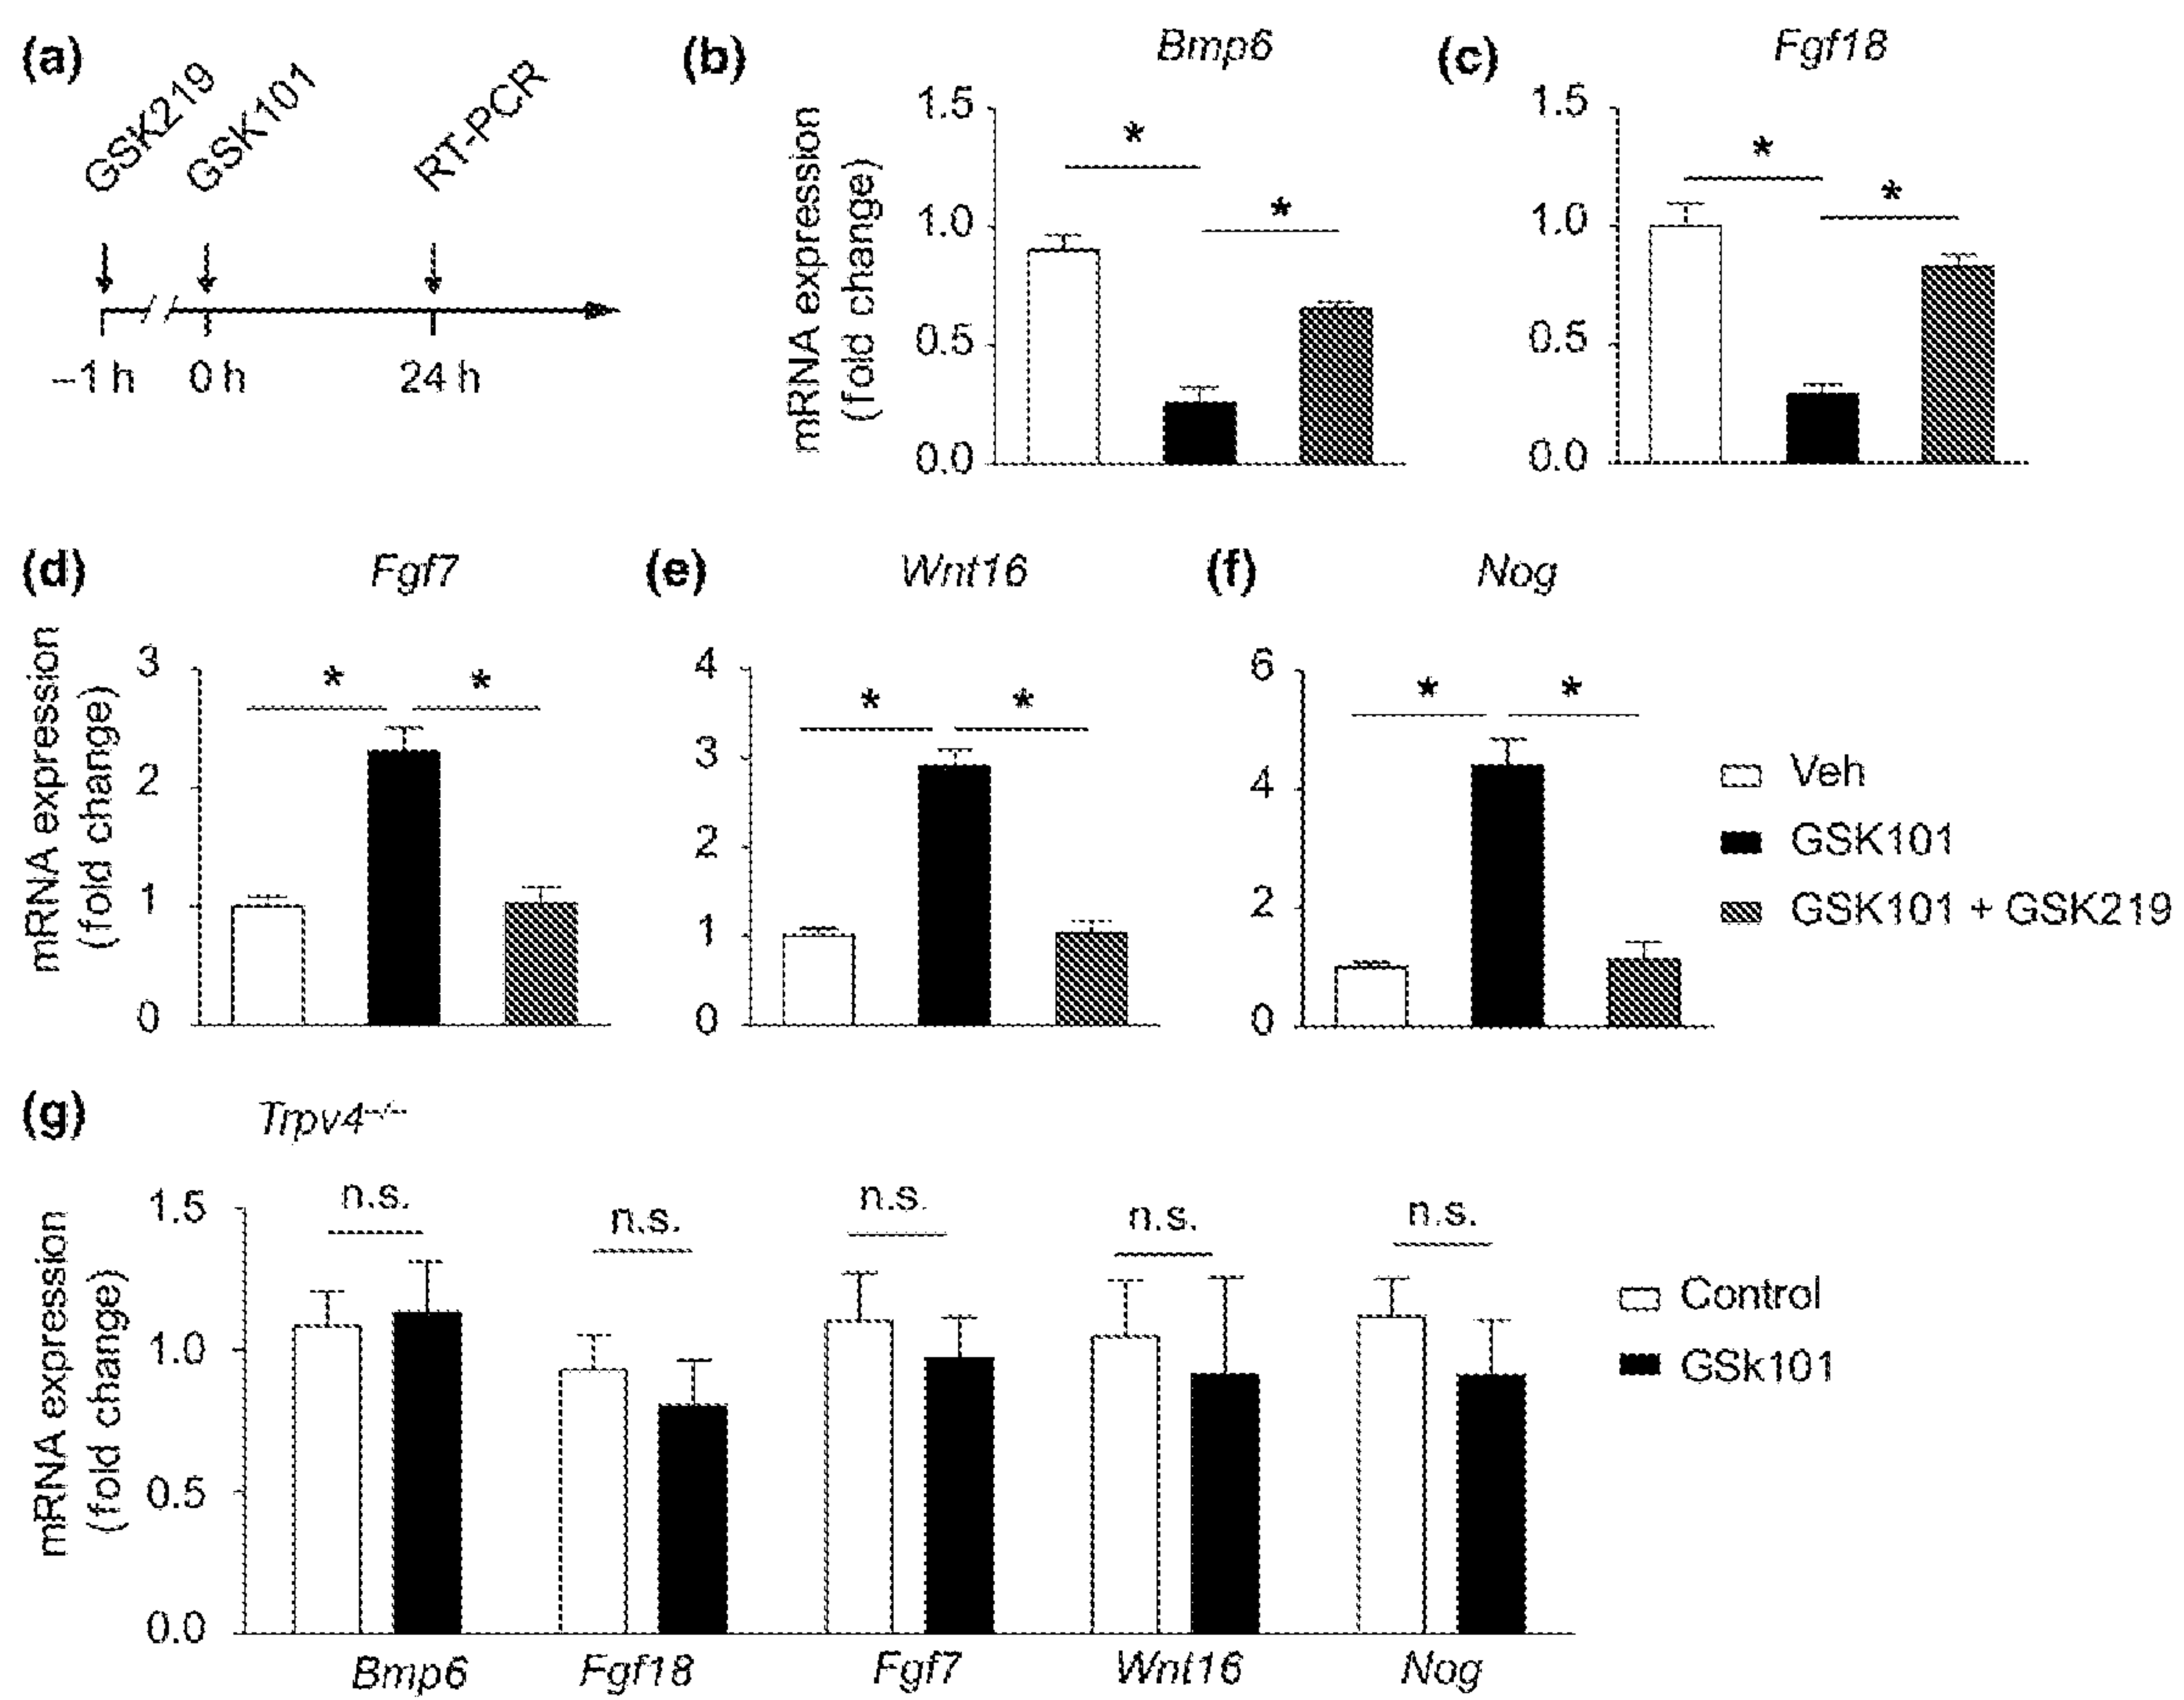 (a)
GSK219
GSK101
RT-PCR
–1 h
0 h
24 h
(b)
Bmp6
mRNA expression
(fold change)
1.5
1.0
0.5
0.0
*
*
(c)
Fgf18
1.5
1.0
0.5
0.0
*
*
(d)
Fgf7
mRNA expression
(fold change)
3
2
1
0
*
*
(e)
Wnt16
4
3
2
1
0
*
*
(f)
Nog
6
4
2
0
*
*
Veh
GSK101
GSK101 + GSK219
(g)
Trpv4–/–
mRNA expression
(fold change)
1.5
1.0
0.5
0.0
n.s.
n.s.
n.s.
n.s.
n.s.
Bmp6
Fgf18
Fgf7
Wnt16
Nog
Control
GSk101